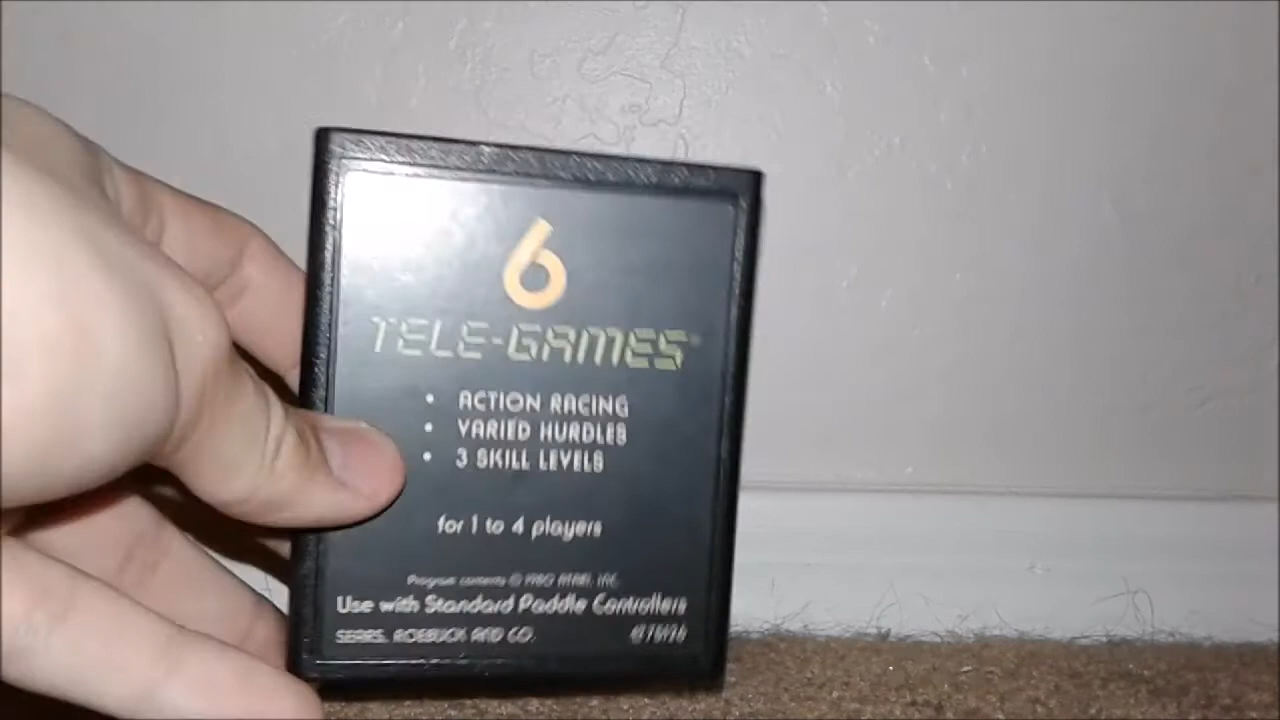 6
TELE-GAMES
• ACTION RACING
• VARIED HURDLES
• 3 SKILL LEVELS
for 1 to 4 players
Program contents © 1980 ATARI, INC.
Use with Standard Paddle Controllers
SEARS, ROEBUCK AND CO.